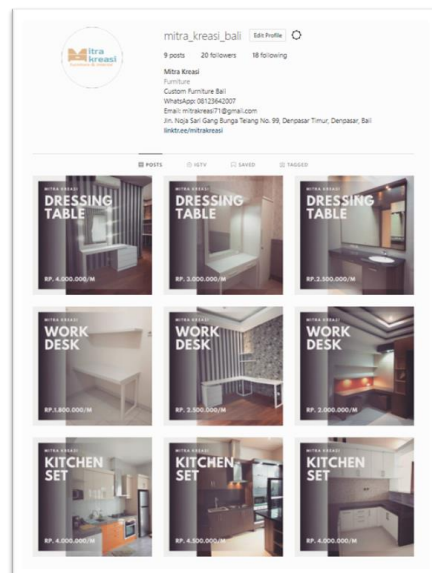 mitra_kreasi_bali Edit Profile
9 posts 20 followers 18 following
Mitra Kreasi
Furniture
Custom Furniture Bali
WhatsApp: 08123642007
Email: mitrakreasi71@gmail.com
Jln. Noja Sari Gang Bunga Telang No. 99, Denpasar Timur, Denpasar, Bali
linktr.ee/mitrakreasi
Mitra
kreasi
POSTS IGTV SAVED TAGGED
MITRA KREASI
DRESSING
TABLE
RP. 4.000.000/M
MITRA KREASI
DRESSING
TABLE
RP. 3.000.000/M
MITRA KREASI
DRESSING
TABLE
RP.2.500.000/M
MITRA KREASI
WORK
DESK
RP.1.800.000/M
MITRA KREASI
WORK
DESK
RP. 2.500.000/M
MITRA KREASI
WORK
DESK
RP. 2.000.000/M
MITRA KREASI
KITCHEN
SET
RP. 4.000.000/M
MITRA KREASI
KITCHEN
SET
RP. 4.500.000/M
MITRA KREASI
KITCHEN
SET
RP. 4.000.000/M